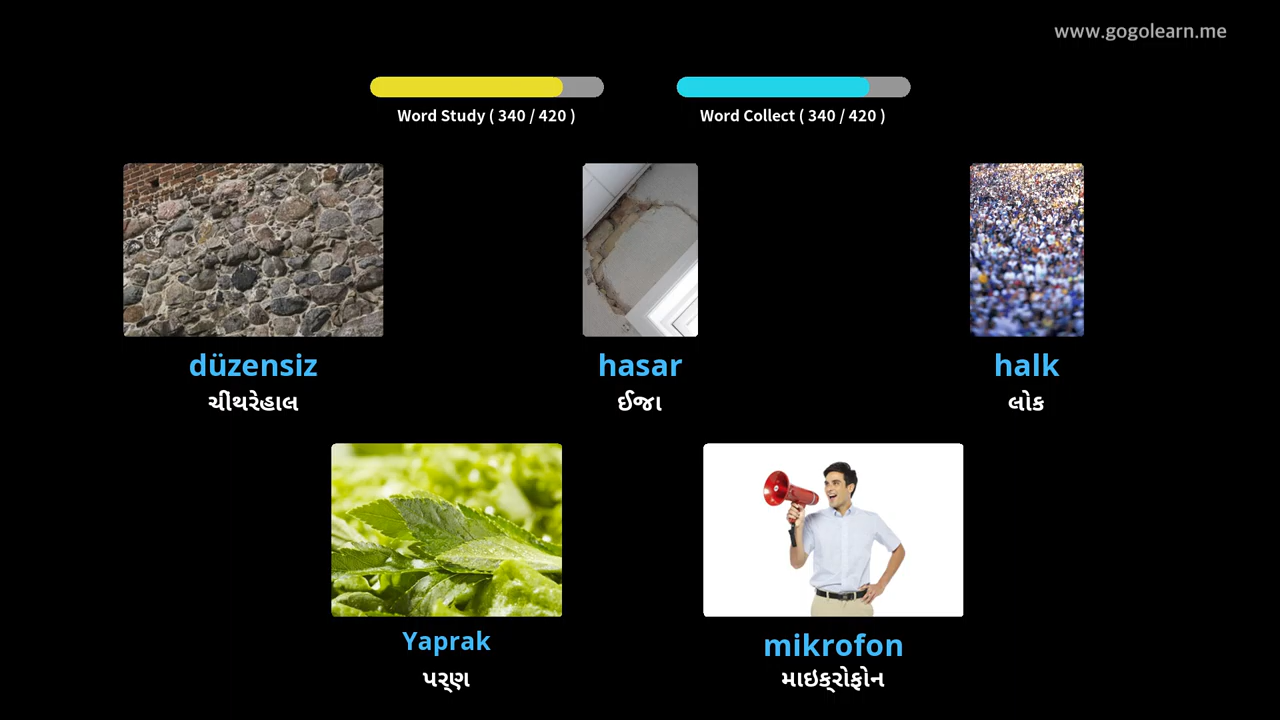 www.gogolearn.me
Word Study ( 340 / 420 )
Word Collect ( 340 / 420 )
düzensiz
ચીથરેહાલ
hasar
ઈજા
halk
લોક
Yaprak
પર્ણ
mikrofon
માઇક્રોફોન